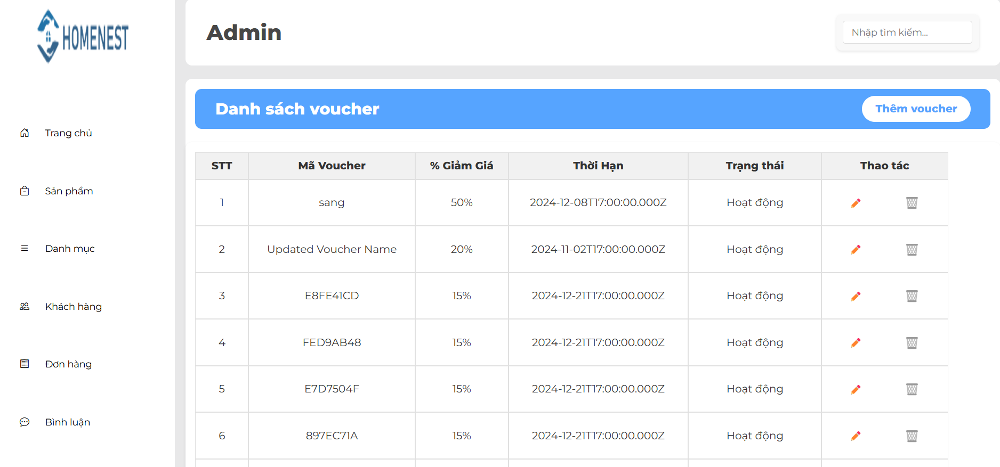 HOMENEST
Trang chủ
Sản phẩm
Danh mục
Khách hàng
Đơn hàng
Bình luận
Admin
Nhập tìm kiếm...
Danh sách voucher
Thêm voucher
STT Mã Voucher % Giảm Giá Thời Hạn Trạng thái Thao tác
1 sang 50% 2024-12-08T17:00:00.000Z Hoạt động
2 Updated Voucher Name 20% 2024-11-02T17:00:00.000Z Hoạt động
3 E8FE41CD 15% 2024-12-21T17:00:00.000Z Hoạt động
4 FED9AB48 15% 2024-12-21T17:00:00.000Z Hoạt động
5 E7D7504F 15% 2024-12-21T17:00:00.000Z Hoạt động
6 897EC71A 15% 2024-12-21T17:00:00.000Z Hoạt động